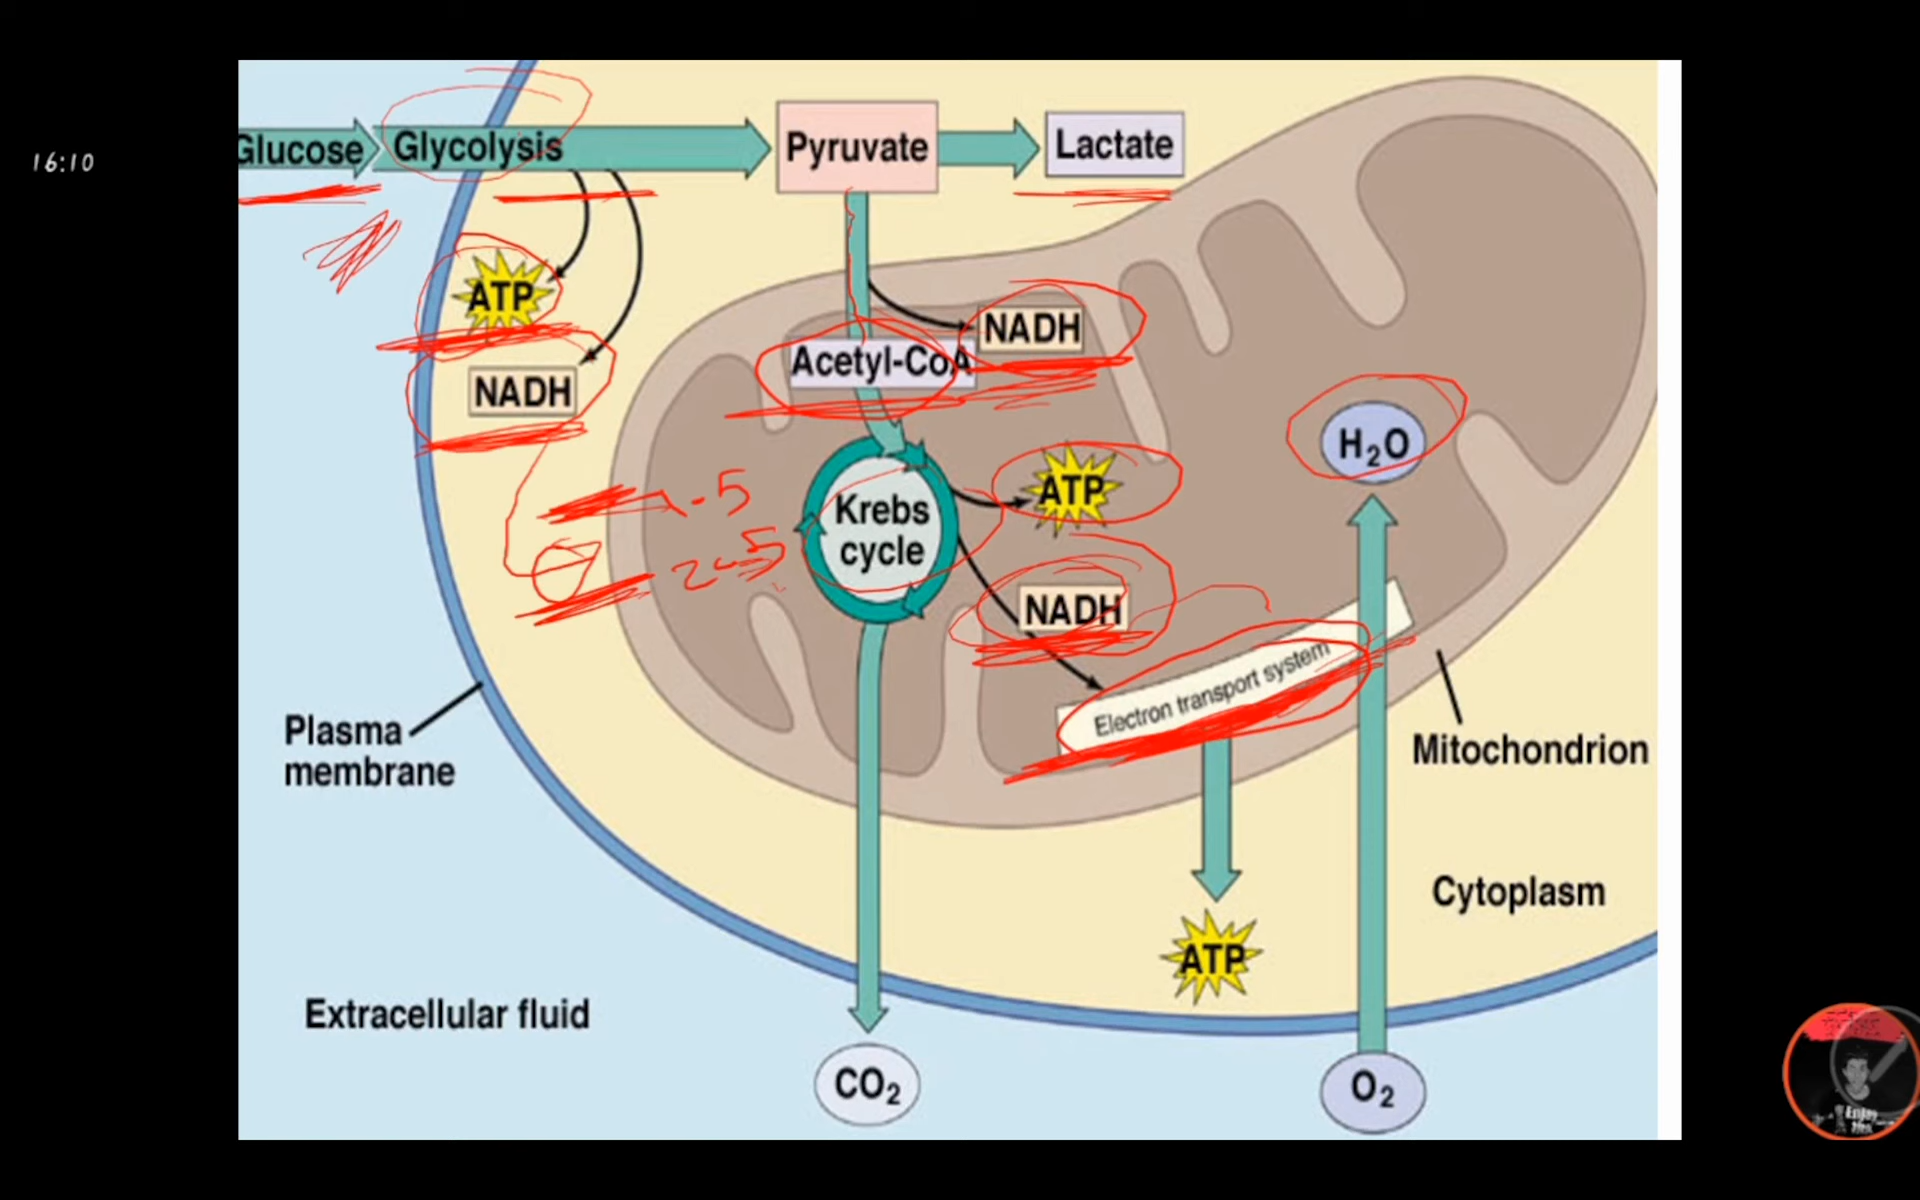 16:10
Glucose
Glycolysis
Pyruvate
Lactate
ATP
NADH
NADH
Acetyl-CoA
H₂O
ATP
Krebs
cycle
-5
2-5
NADH
Electron transport system
Plasma
membrane
Mitochondrion
Cytoplasm
ATP
Extracellular fluid
CO₂
O₂
Enjoy